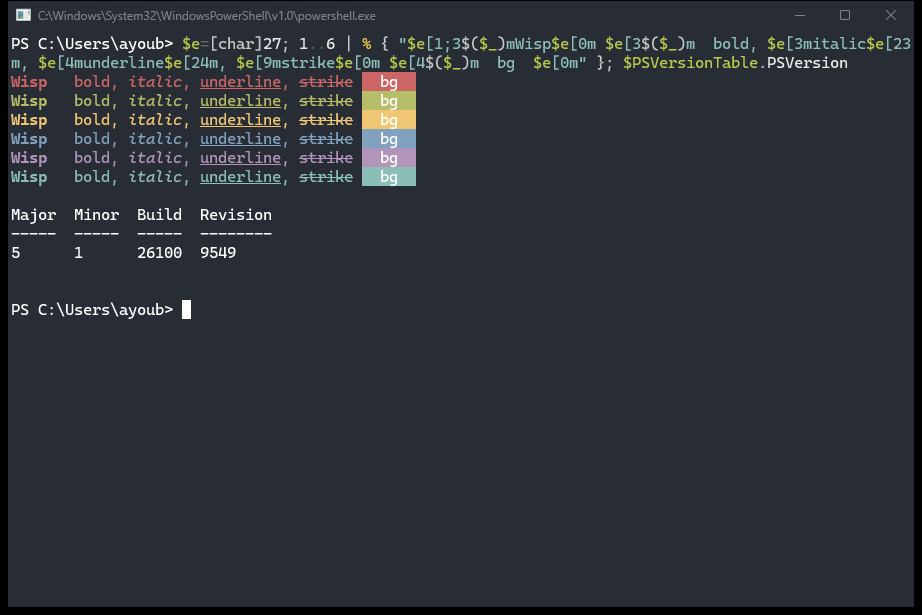 C:\Windows\System32\WindowsPowerShell\v1.0\powershell.exe
PS C:\Users\ayoub> $e=[char]27; 1..6 | % { "$e[1;3$($_)mWisp$e[0m $e[3$($_)m  bold, $e[3mitalic$e[23
m, $e[4munderline$e[24m, $e[9mstrike$e[0m $e[4$($_)m  bg  $e[0m" }; $PSVersionTable.PSVersion
Wisp   bold, italic, underline, strike   bg
Wisp   bold, italic, underline, strike   bg
Wisp   bold, italic, underline, strike   bg
Wisp   bold, italic, underline, strike   bg
Wisp   bold, italic, underline, strike   bg
Wisp   bold, italic, underline, strike   bg
Major  Minor  Build  Revision
-----  -----  -----  --------
5      1      26100  9549
PS C:\Users\ayoub>